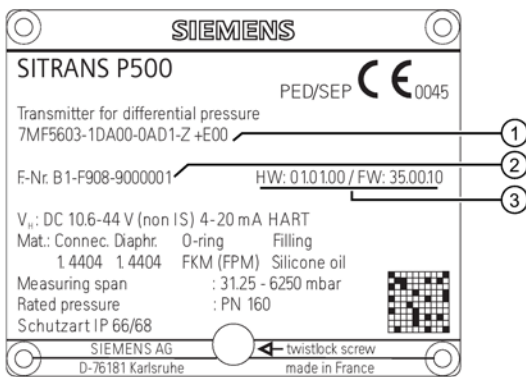 SIEMENS
SITRANS P500
PED/SEP CE 0045
Transmitter for differential pressure
7MF5603-1DA00-0AD1-Z +E00
1
2
F.-Nr. B1-F908-9000001 HW: 01.01.00 / FW: 35.00.10
3
V_H: DC 10.6-44 V (non IS) 4-20 mA HART
Mat.: Connec. Diaphr. O-ring Filling
1.4404 1.4404 FKM (FPM) Silicone oil
Measuring span : 31.25 - 6250 mbar
Rated pressure : PN 160
Schutzart IP 66/68
SIEMENS AG twistlock screw
D-76181 Karlsruhe made in France